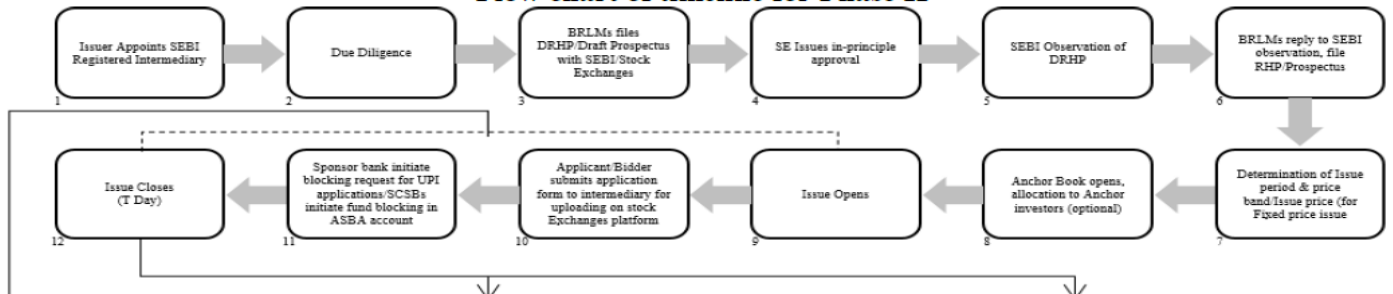 Issuer Appoints SEBI
Registered Intermediary
1
Due Diligence
2
BRLMs files
DRHP/Draft Prospectus
with SEBI/Stock
Exchanges
3
SE Issues in-principle
approval
4
SEBI Observation of
DRHP
5
BRLMs reply to SEBI
observation, file
RHP/Prospectus
6
Determination of Issue
period & price
band/Issue price (for
Fixed price issue
7
Anchor Book opens,
allocation to Anchor
investors (optional)
8
Issue Opens
9
Applicant/Bidder
submits application
form to intermediary for
uploading on stock
Exchanges platform
10
Sponsor bank initiate
blocking request for UPI
applications/SCSBs
initiate fund blocking in
ASBA account
11
Issue Closes
(T Day)
12